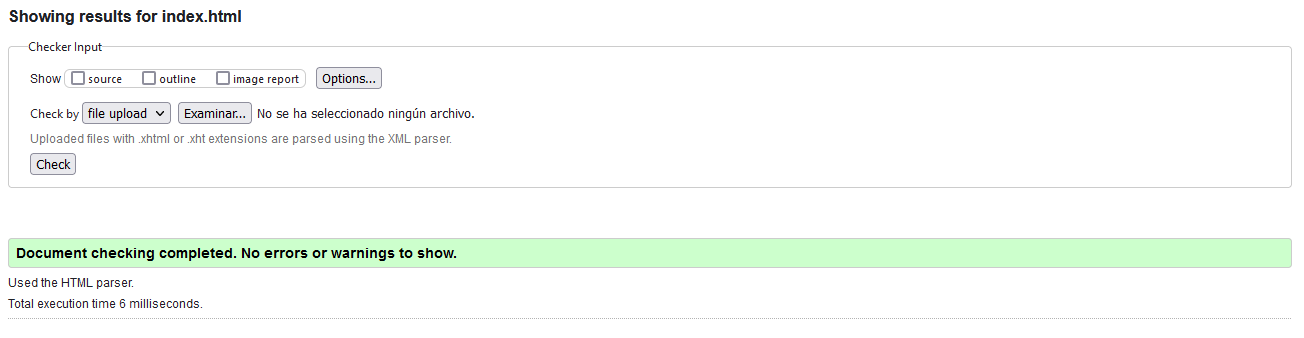 Showing results for index.html
Checker Input
Show source outline image report Options...
Check by file upload Examinar... No se ha seleccionado ningún archivo.
Uploaded files with .xhtml or .xht extensions are parsed using the XML parser.
Check
Document checking completed. No errors or warnings to show.
Used the HTML parser.
Total execution time 6 milliseconds.